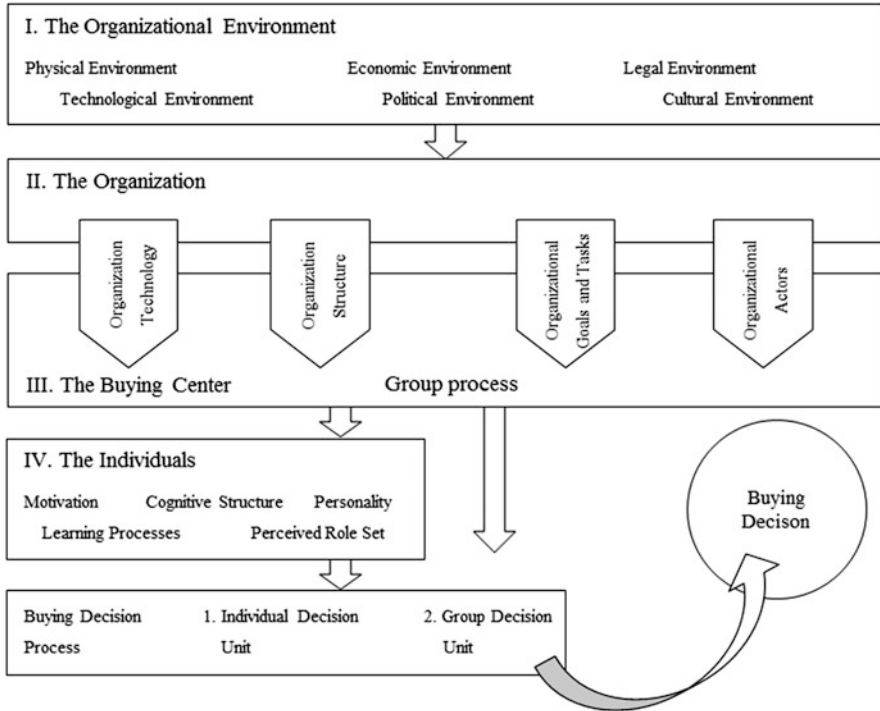 I. The Organizational Environment
Physical Environment
Economic Environment
Legal Environment
Technological Environment
Political Environment
Cultural Environment
II. The Organization
Organization
Technology
Organization
Structure
Organizational
Goals and Tasks
Organizational
Actors
III. The Buying Center
Group process
IV. The Individuals
Motivation
Cognitive Structure
Personality
Learning Processes
Perceived Role Set
Buying Decison
Buying Decision
Process
1. Individual Decision
Unit
2. Group Decision
Unit